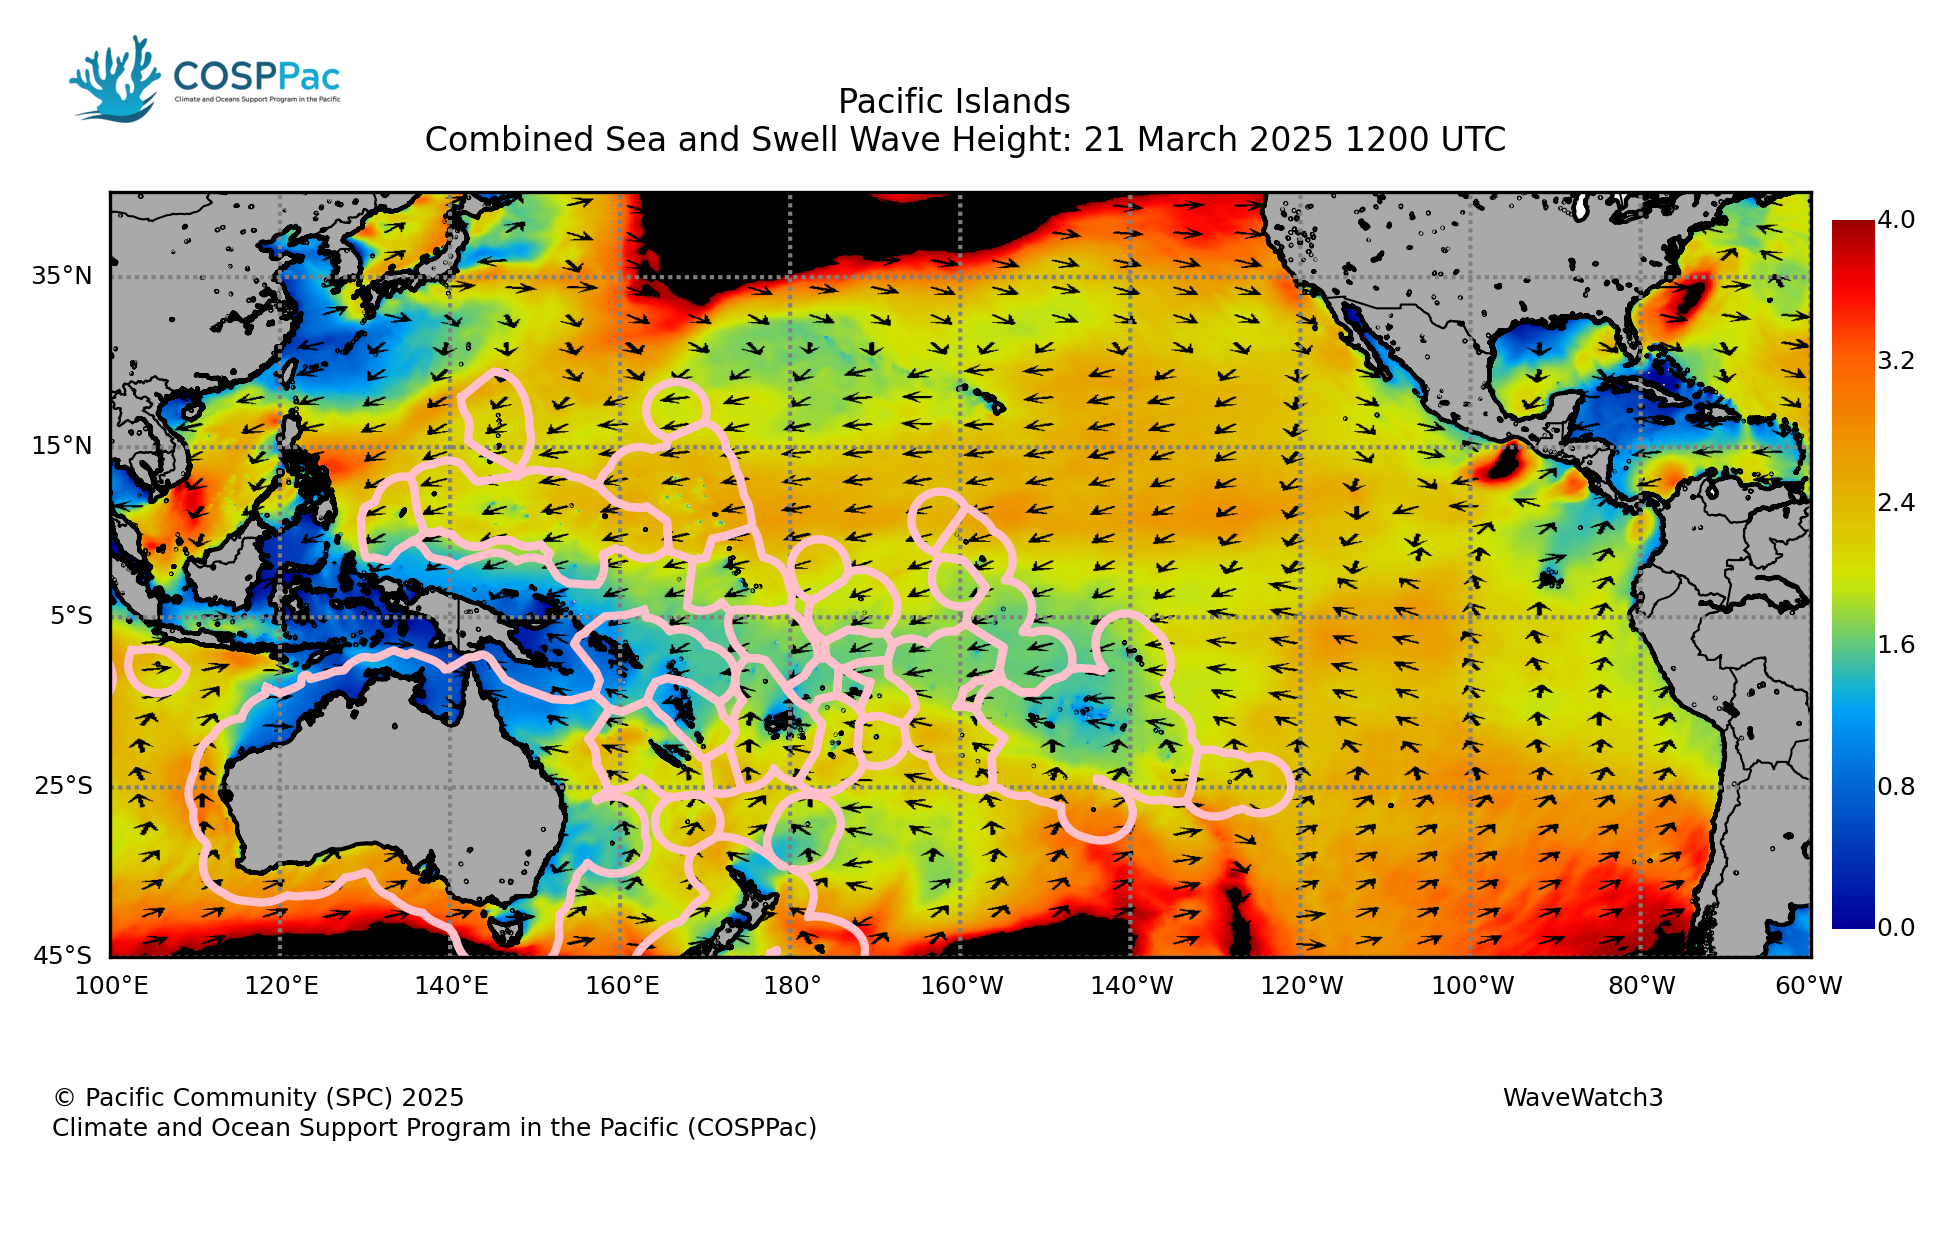 COSPPac
Climate and Oceans Support Program in the Pacific
Pacific Islands
Combined Sea and Swell Wave Height: 21 March 2025 1200 UTC
35°N
15°N
5°S
25°S
45°S
100°E 120°E 140°E 160°E 180° 160°W 140°W 120°W 100°W 80°W 60°W
4.0
3.2
2.4
1.6
0.8
0.0
© Pacific Community (SPC) 2025
Climate and Ocean Support Program in the Pacific (COSPPac)
WaveWatch3